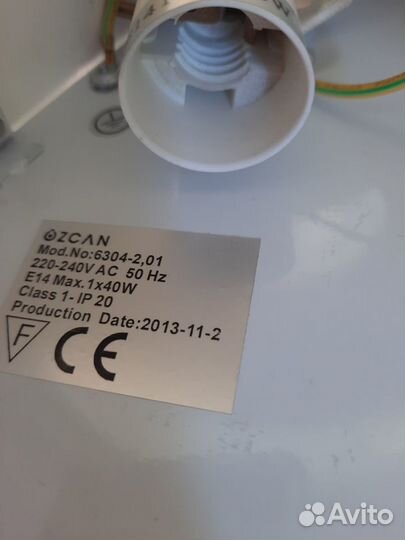 OZCAN
Mod.No:6304-2,01
220-240V AC 50 Hz
E14 Max.1x40W
Class 1- IP 20
Production Date:2013-11-2
F
CE
Avito